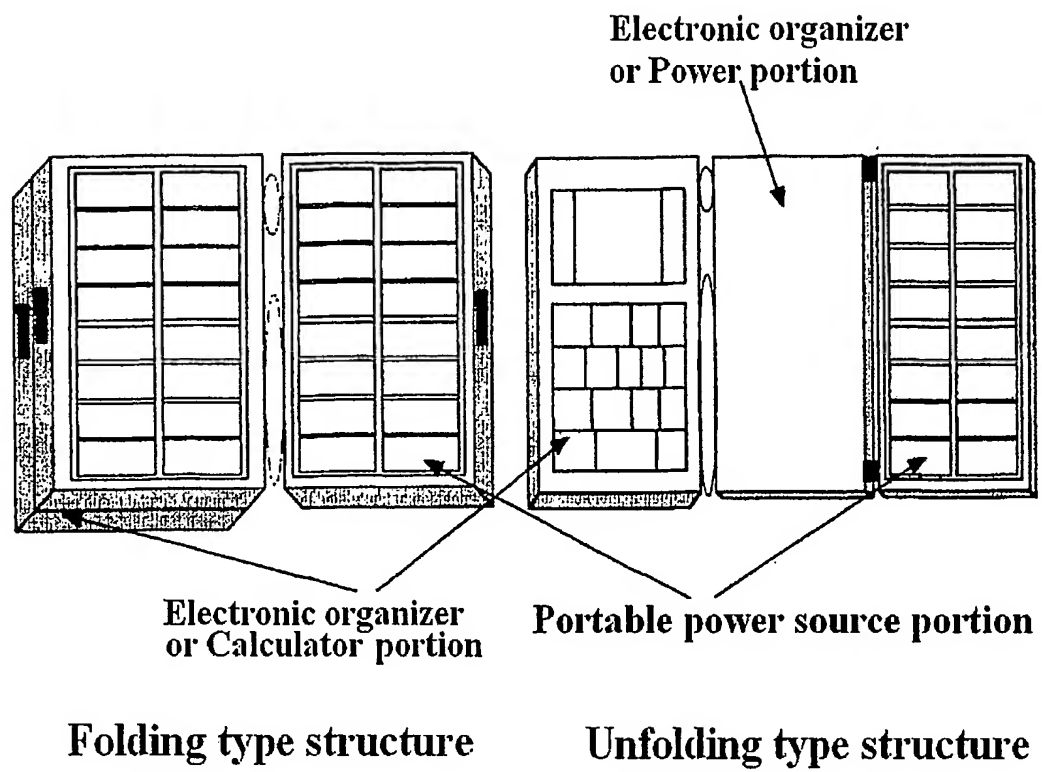 Electronic organizer
or Power portion
Electronic organizer
or Calculator portion
Portable power source portion
Folding type structure
Unfolding type structure